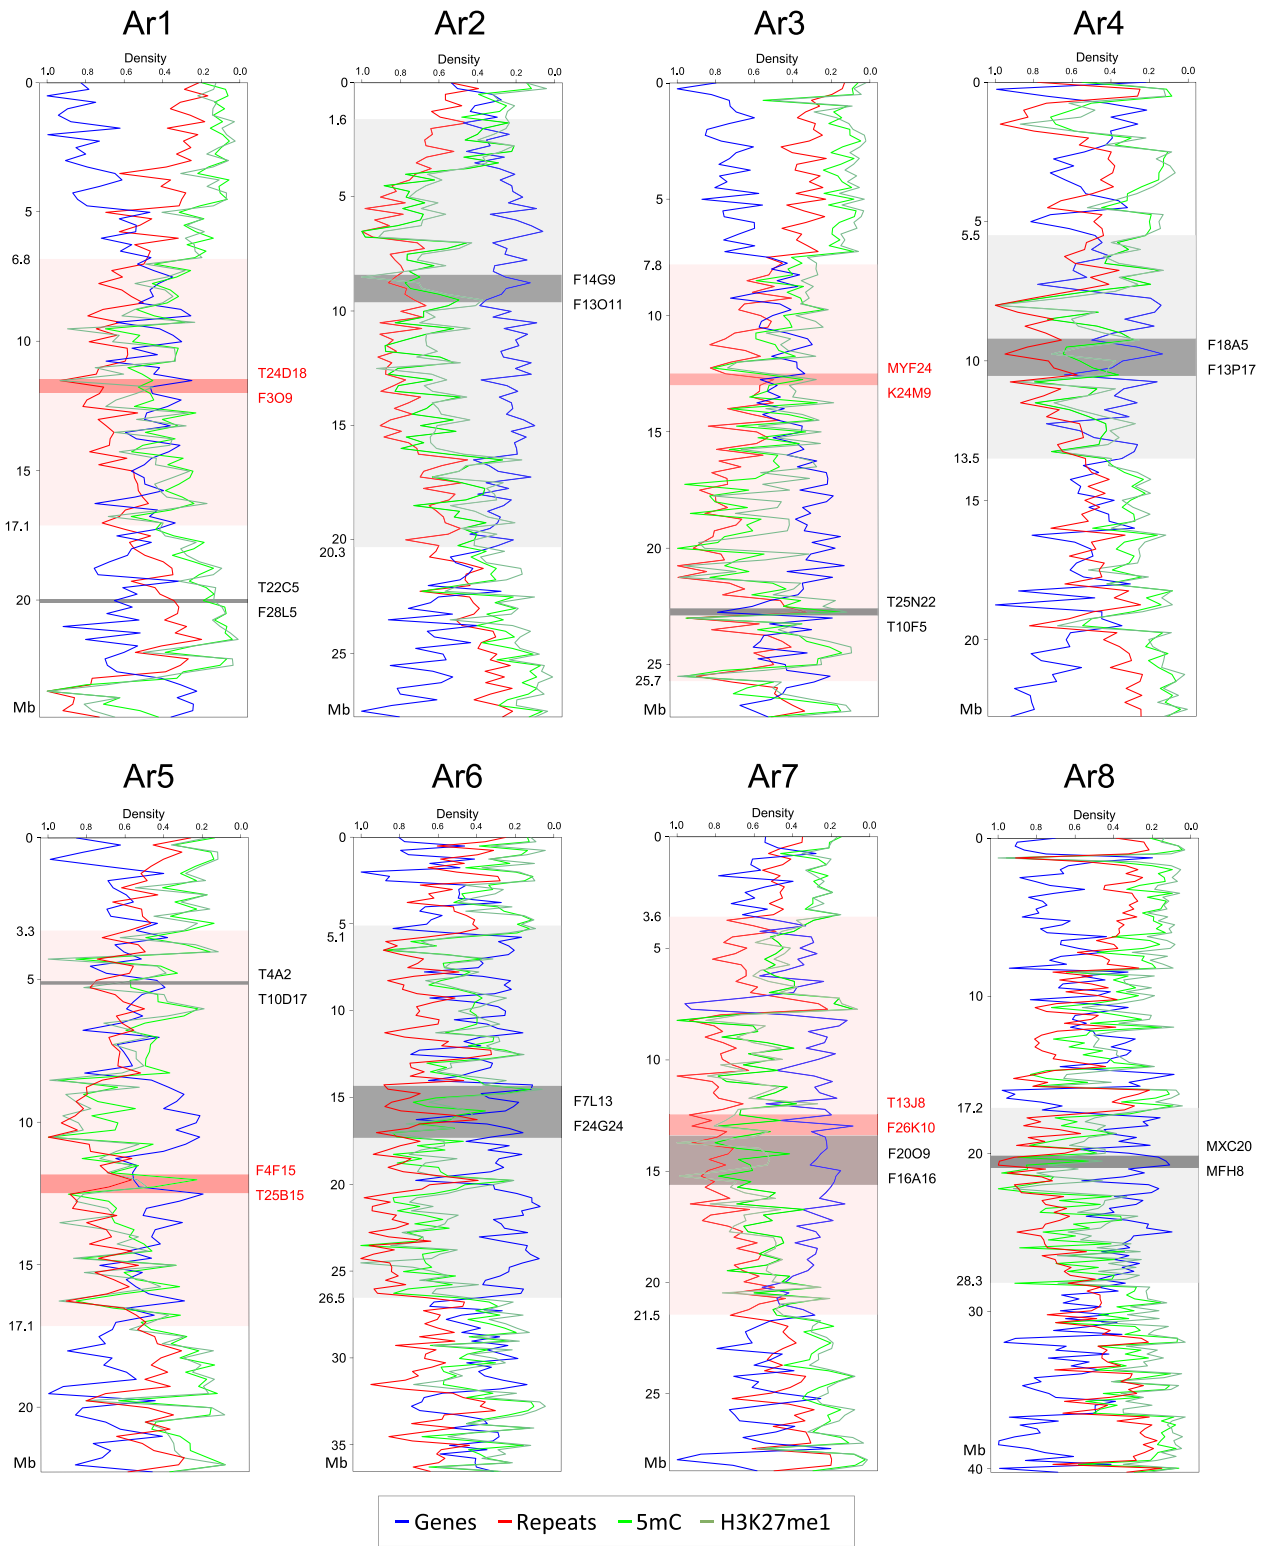 Ar1
Ar2
Ar3
Ar4
Density
Density
Density
Density
1.0 0.8 0.6 0.4 0.2 0.0
1.0 0.8 0.6 0.4 0.2 0.0
1.0 0.8 0.6 0.4 0.2 0.0
1.0 0.8 0.6 0.4 0.2 0.0
0
5
6.8
10
15
17.1
20
Mb
T24D18
F3O9
T22C5
F28L5
0
1.6
5
10
15
20
20.3
25
Mb
F14G9
F13O11
0
5
7.8
10
15
20
25
25.7
Mb
MYF24
K24M9
T25N22
T10F5
0
5
5.5
10
13.5
15
20
Mb
F18A5
F13P17
Ar5
Ar6
Ar7
Ar8
Density
Density
Density
Density
1.0 0.8 0.6 0.4 0.2 0.0
1.0 0.8 0.6 0.4 0.2 0.0
1.0 0.8 0.6 0.4 0.2 0.0
1.0 0.8 0.6 0.4 0.2 0.0
0
3.3
5
10
15
17.1
20
Mb
T4A2
T10D17
F4F15
T25B15
0
5
5.1
10
15
20
25
26.5
30
35
Mb
F7L13
F24G24
0
3.6
5
10
15
20
21.5
25
Mb
T13J8
F26K10
F20O9
F16A16
0
10
17.2
20
28.3
30
Mb
40
MXC20
MFH8
Genes Repeats 5mC H3K27me1